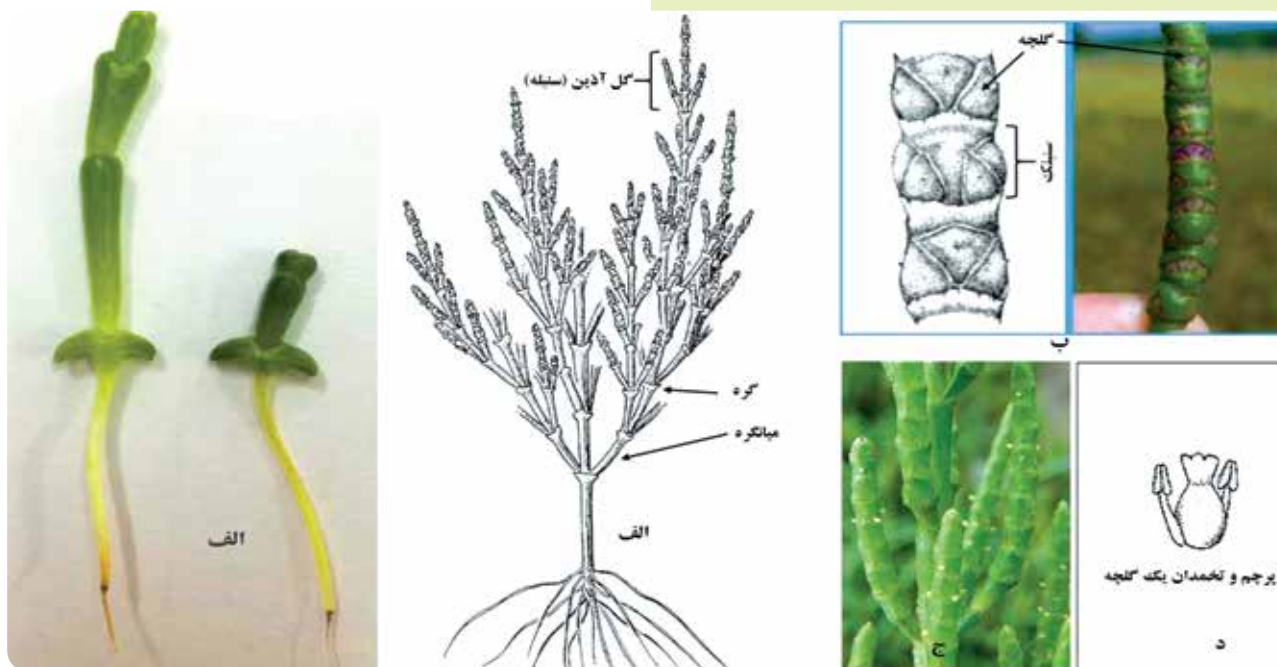 گلچه
سنبلک
ب
گل آذین (سنبله)
گره
میانگره
الف
الف
ج
پرچم و تخمدان یک گلچه
د